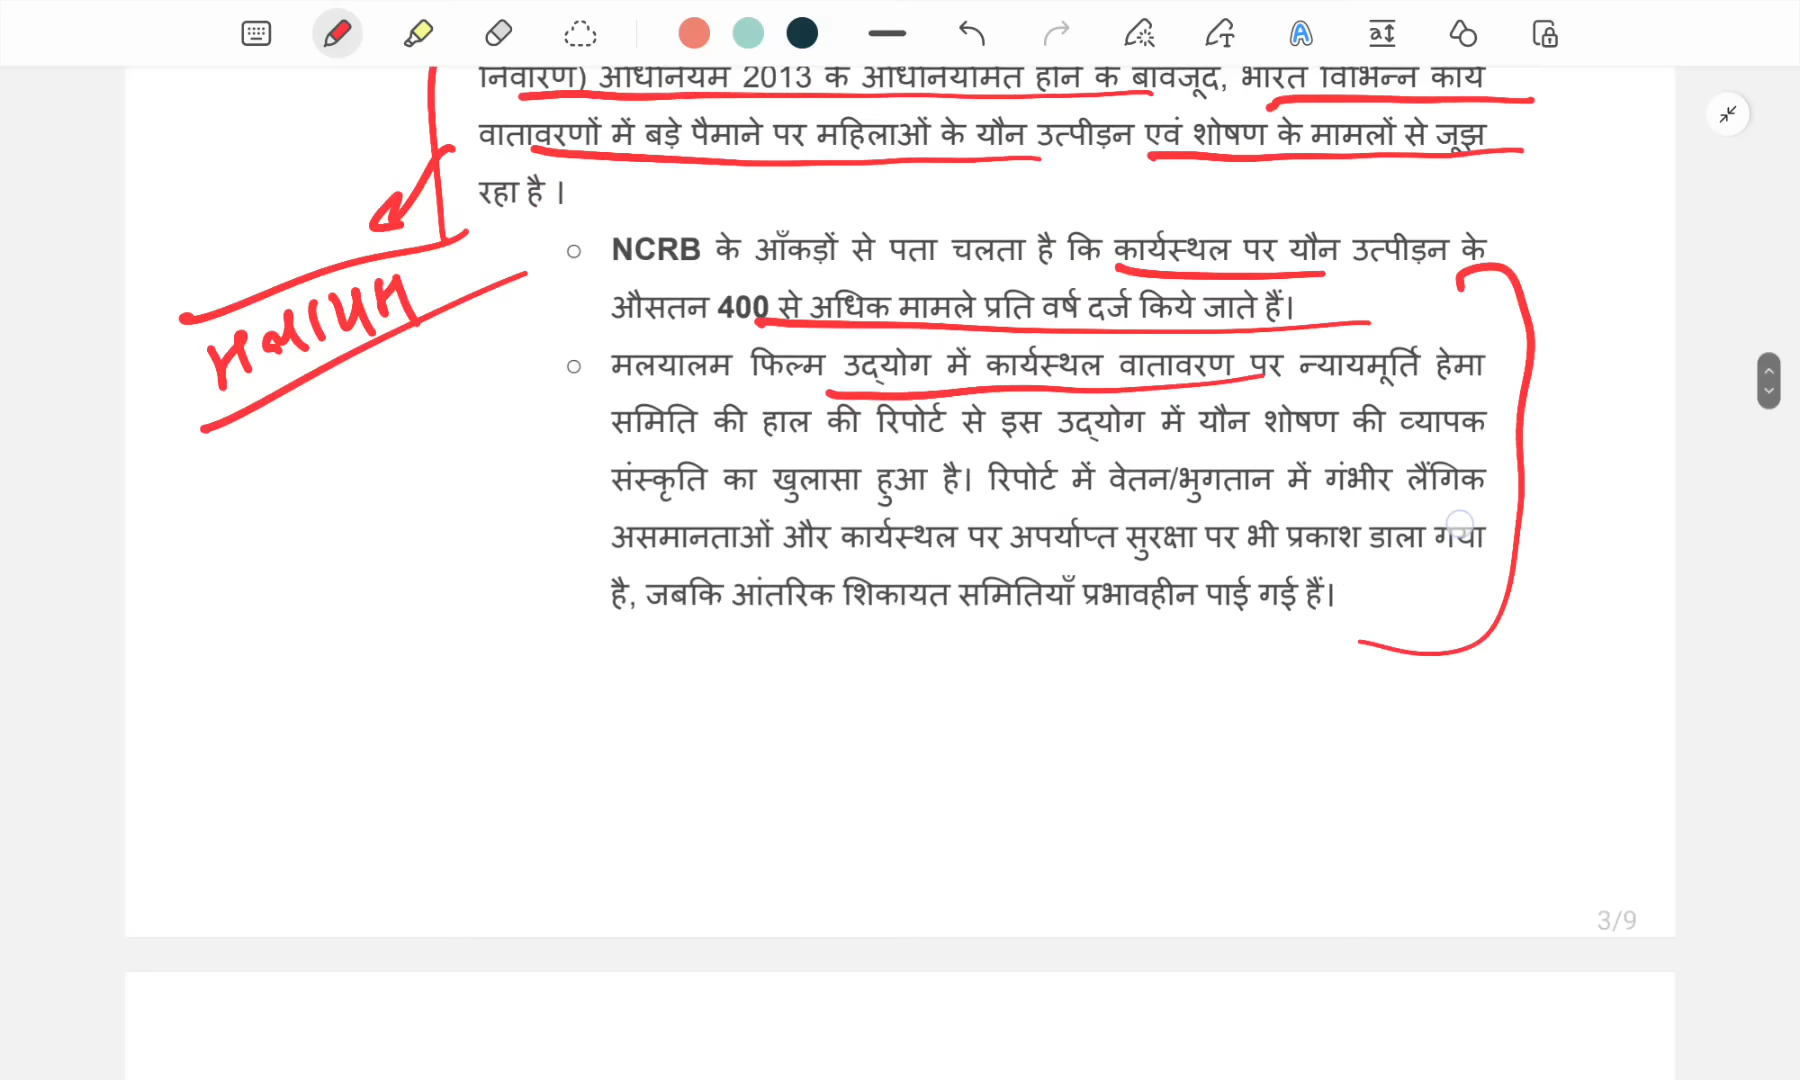 निवारण) अधिनियम 2013 के अधिनियमित होने के बावजूद, भारत विभिन्न कार्य
वातावरणों में बड़े पैमाने पर महिलाओं के यौन उत्पीड़न एवं शोषण के मामलों से जूझ
रहा है ।
○ NCRB के आँकड़ों से पता चलता है कि कार्यस्थल पर यौन उत्पीड़न के
औसतन 400 से अधिक मामले प्रति वर्ष दर्ज किये जाते हैं।
○ मलयालम फिल्म उद्योग में कार्यस्थल वातावरण पर न्यायमूर्ति हेमा
समिति की हाल की रिपोर्ट से इस उद्योग में यौन शोषण की व्यापक
संस्कृति का खुलासा हुआ है। रिपोर्ट में वेतन/भुगतान में गंभीर लैंगिक
असमानताओं और कार्यस्थल पर अपर्याप्त सुरक्षा पर भी प्रकाश डाला गया
है, जबकि आंतरिक शिकायत समितियाँ प्रभावहीन पाई गई हैं।
3/9